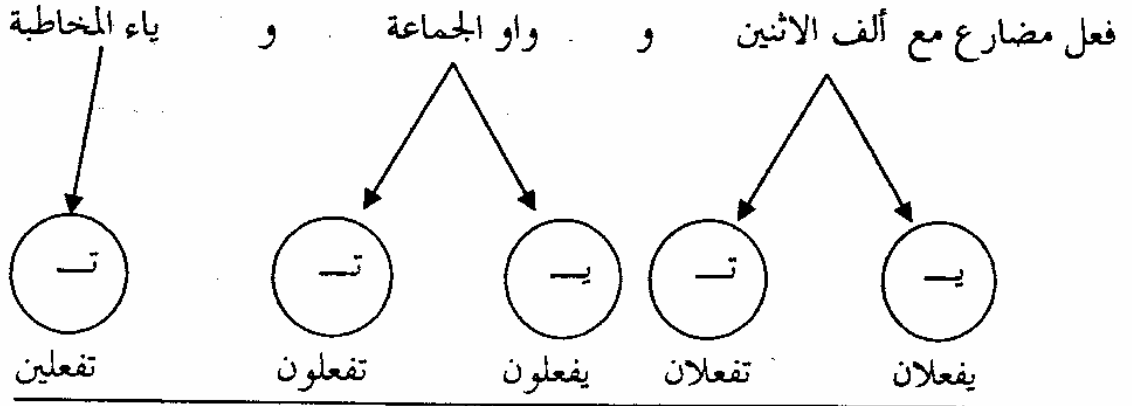 فعل مضارع مع ألف الاثنين و واو الجماعة و ياء المخاطبة
يـ تـ يـ تـ تـ
يفعلان تفعلان يفعلون تفعلون تفعلين